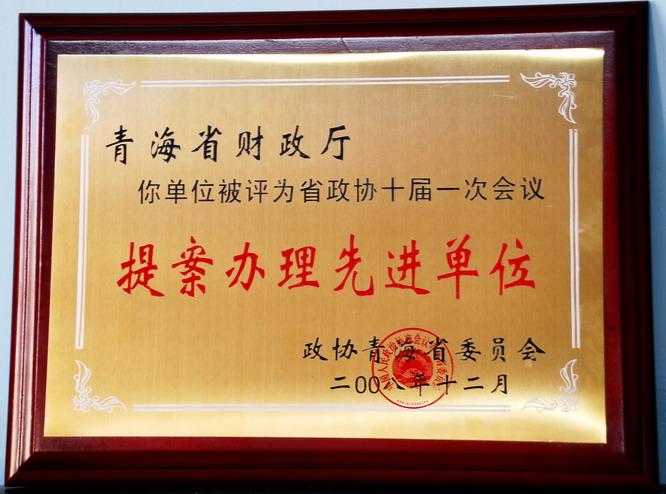 青海省财政厅
你单位被评为省政协十届一次会议
提案办理先进单位
政协青海省委员会
二00八年十二月